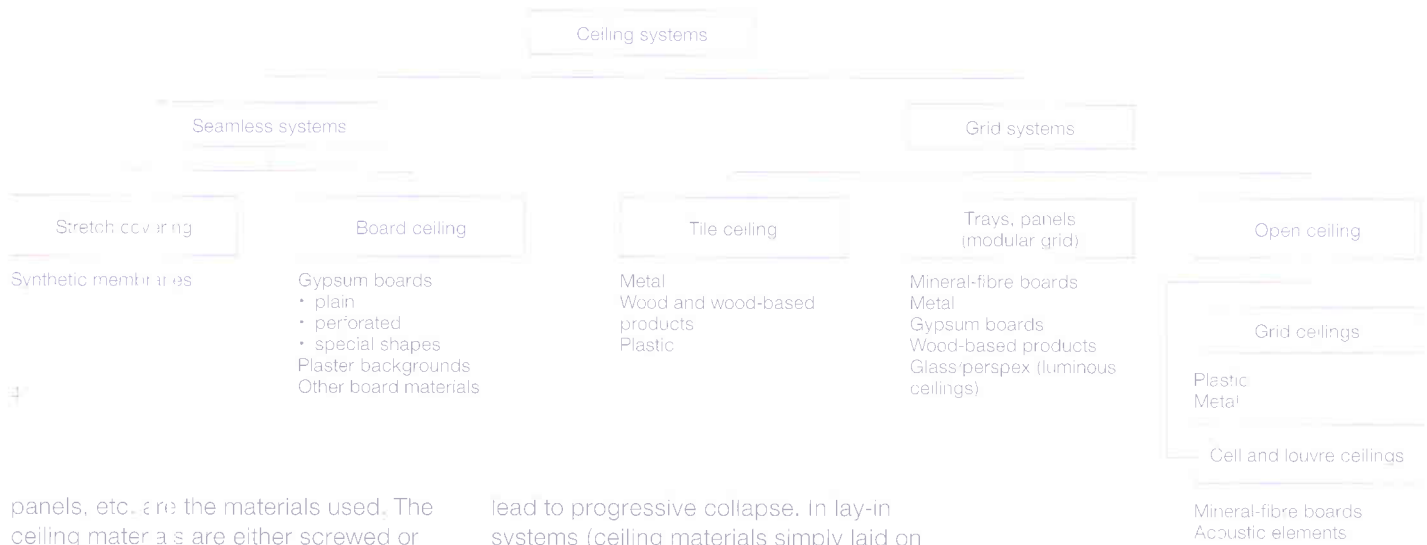 Ceiling systems
Seamless systems
Grid systems
Stretch covering
Synthetic membranes
Board ceiling
Gypsum boards
• plain
• perforated
• special shapes
Plaster backgrounds
Other board materials
Tile ceiling
Metal
Wood and wood-based
products
Plastic
Trays, panels
(modular grid)
Mineral-fibre boards
Metal
Gypsum boards
Wood-based products
Glass/perspex (luminous
ceilings)
Open ceiling
Grid ceilings
Plastic
Metal
Cell and louvre ceilings
Mineral-fibre boards
Acoustic elements
panels, etc. are the materials used. The
ceiling materials are either screwed or
lead to progressive collapse. In lay-in
systems (ceiling materials simply laid on